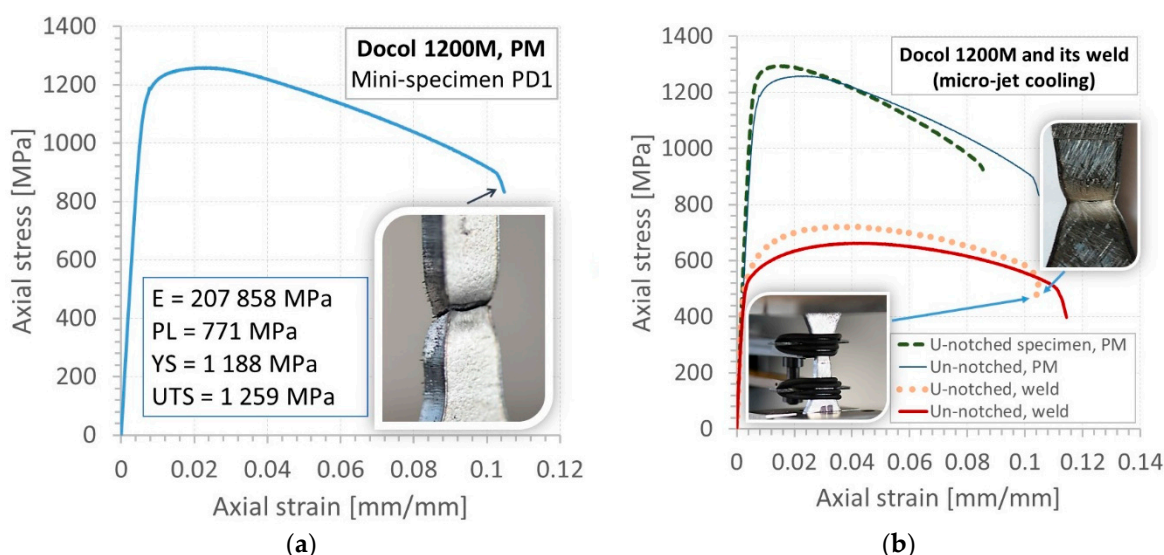 1400
1200
1000
800
600
400
200
0
Axial stress [MPa]
Docol 1200M, PM
Mini-specimen PD1
E = 207 858 MPa
PL = 771 MPa
YS = 1 188 MPa
UTS = 1 259 MPa
0 0.02 0.04 0.06 0.08 0.1 0.12
Axial strain [mm/mm]
(a)
1400
1200
1000
800
600
400
200
0
Axial stress [MPa]
Docol 1200M and its weld
(micro-jet cooling)
U-notched specimen, PM
Un-notched, PM
U-notched, weld
Un-notched, weld
0 0.02 0.04 0.06 0.08 0.1 0.12 0.14
Axial strain [mm/mm]
(b)